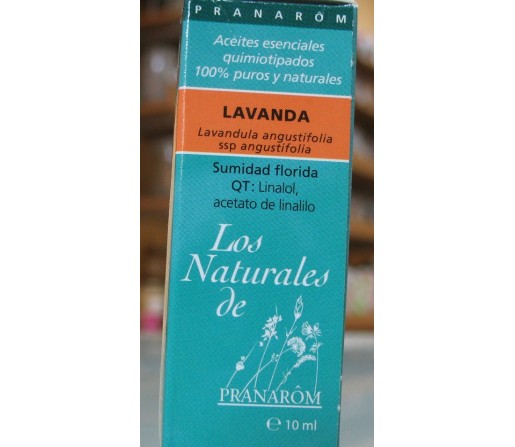 PRANARÔM
Aceites esenciales
quimiotipados
100% puros y naturales
LAVANDA
Lavandula angustifolia
ssp angustifolia
Sumidad florida
QT: Linalol,
acetato de linalilo
Los
Naturales
de
PRANARÔM
℮ 10 ml